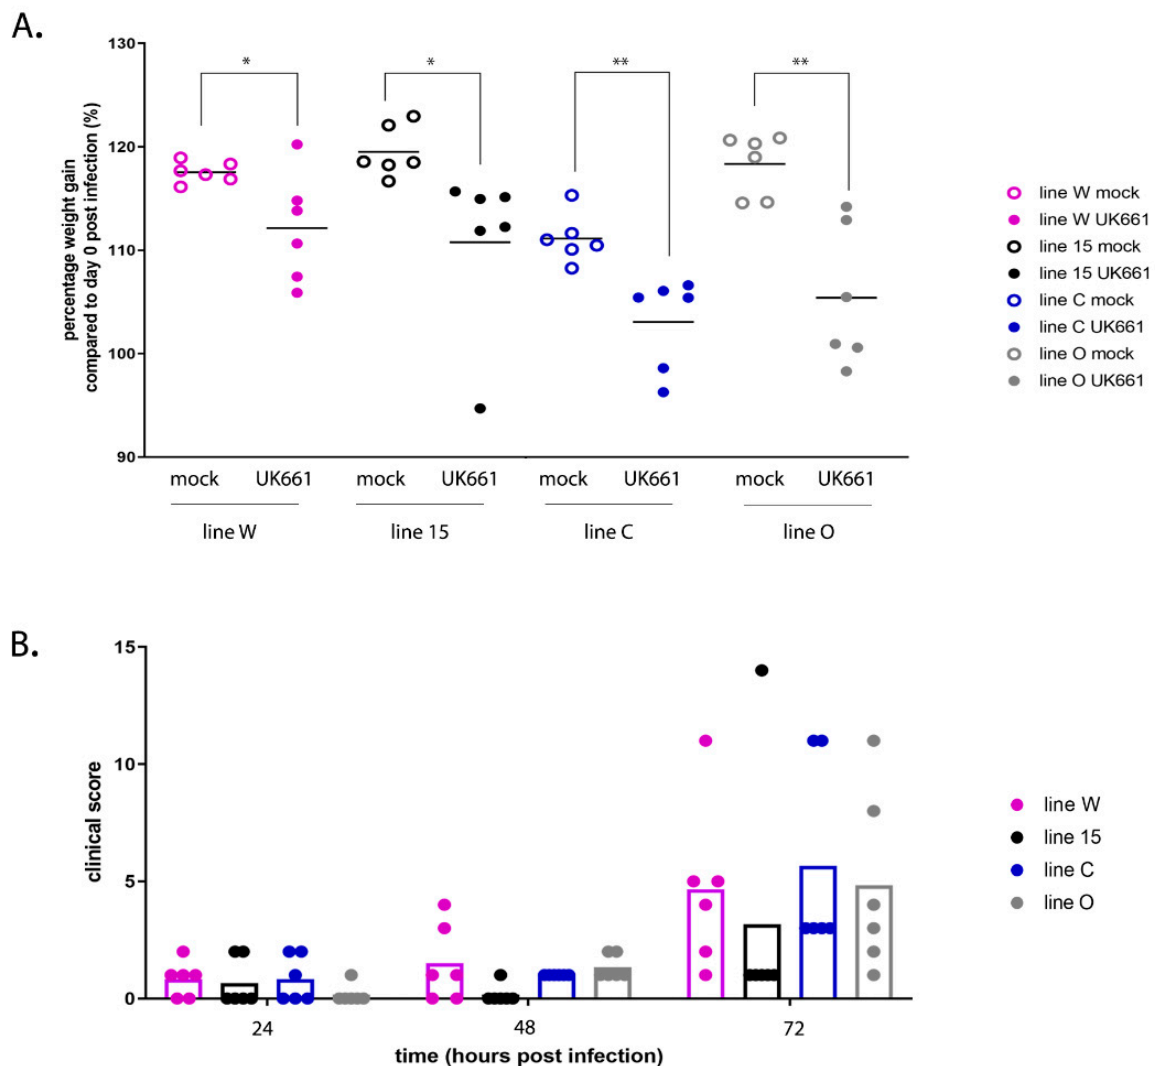 A.
percentage weight gain
compared to day 0 post infection (%)
130
120
110
100
90
*
*
**
**
mock
UK661
mock
UK661
mock
UK661
mock
UK661
line W
line 15
line C
line O
line W mock
line W UK661
line 15 mock
line 15 UK661
line C mock
line C UK661
line O mock
line O UK661
B.
clinical score
15
10
5
0
24
48
72
time (hours post infection)
line W
line 15
line C
line O